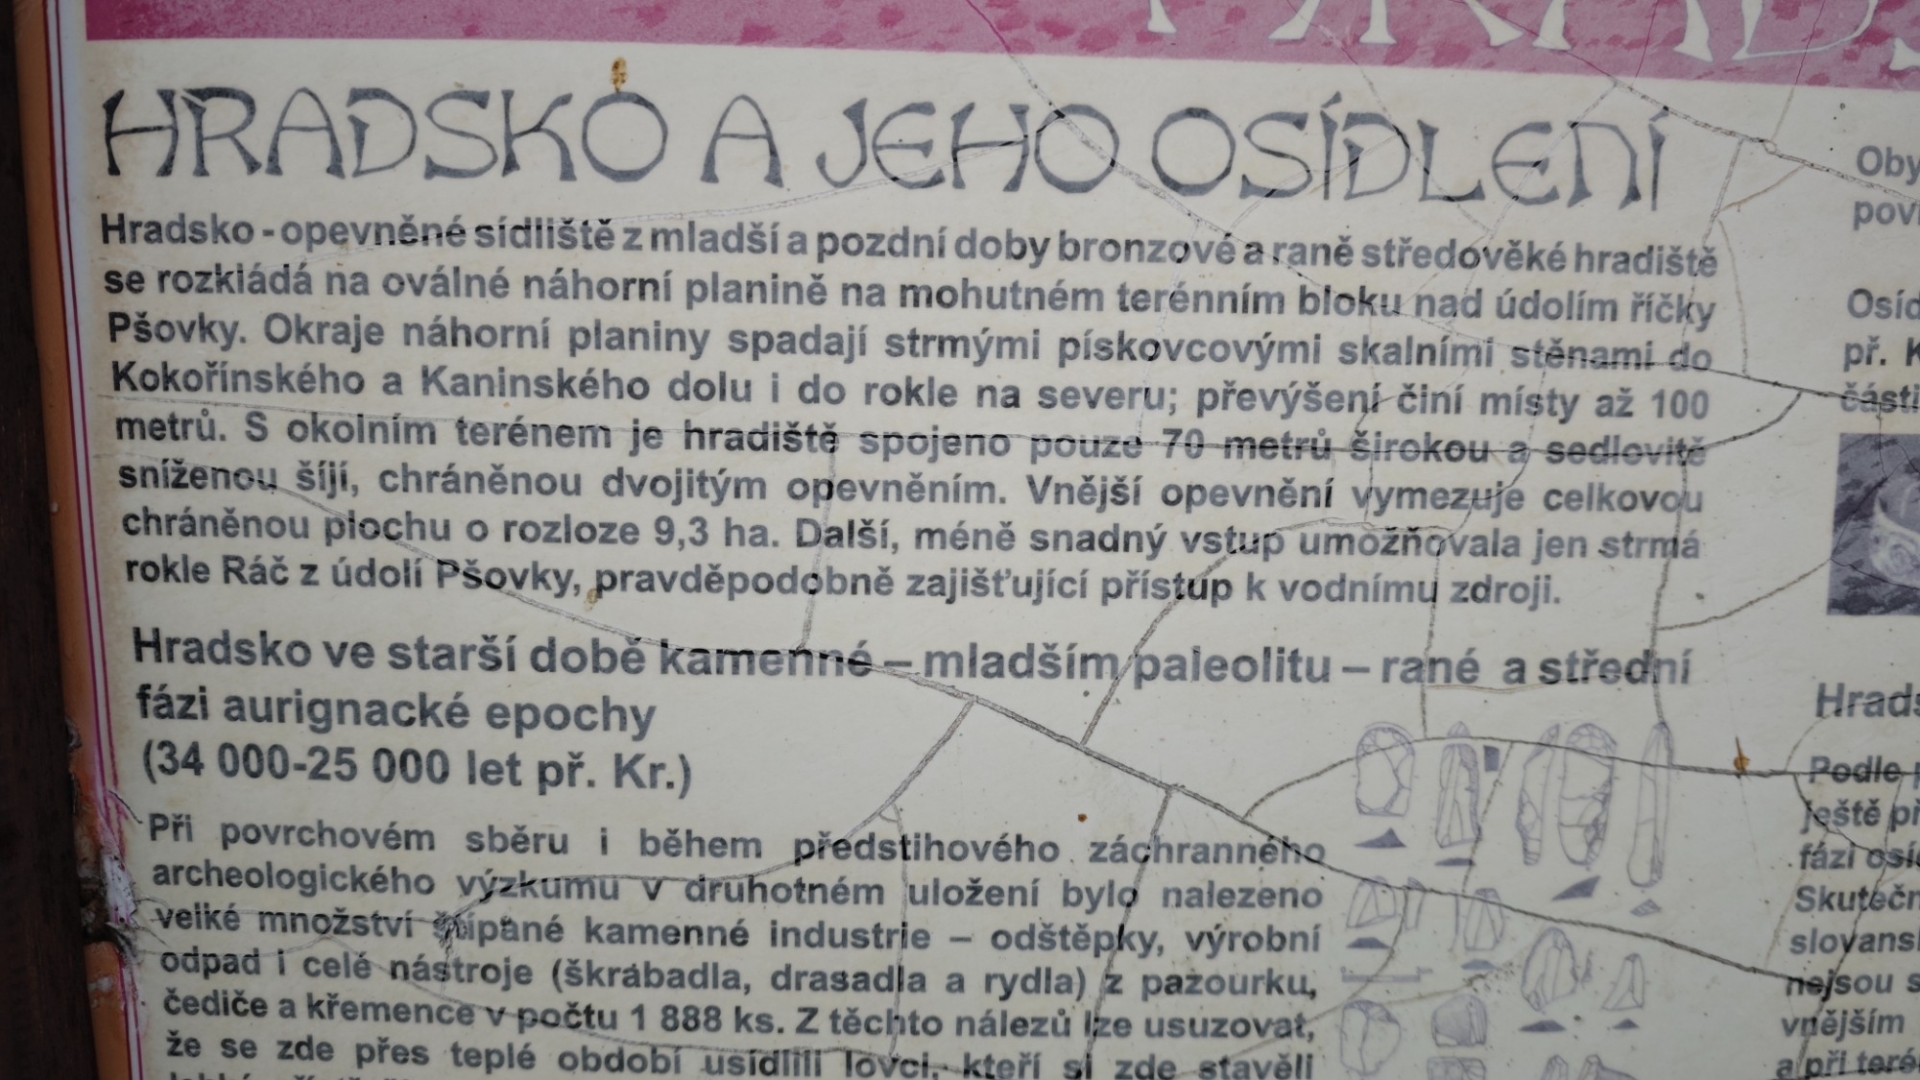 HRADSKO A JEHO OSÍDLENÍ
Hradsko - opevněné sídliště z mladší a pozdní doby bronzové a raně středověké hradiště
se rozkládá na oválné náhorní planině na mohutném terénním bloku nad údolím říčky
Pšovky. Okraje náhorní planiny spadají strmými pískovcovými skalními stěnami do
Kokořínského a Kaninského dolu i do rokle na severu; převýšení činí místy až 100
metrů. S okolním terénem je hradiště spojeno pouze 70 metrů širokou a sedlovitě
sníženou šíjí, chráněnou dvojitým opevněním. Vnější opevnění vymezuje celkovou
chráněnou plochu o rozloze 9,3 ha. Další, méně snadný vstup umožňovala jen strmá
rokle Ráč z údolí Pšovky, pravděpodobně zajišťující přístup k vodnímu zdroji.
Hradsko ve starší době kamenné – mladším paleolitu – rané a střední
fázi aurignacké epochy
(34 000-25 000 let př. Kr.)
Při povrchovém sběru i během předstihového záchranného
archeologického výzkumu v druhotném uložení bylo nalezeno
velké množství štípané kamenné industrie – odštěpky, výrobní
odpad i celé nástroje (škrabadla, drasadla a rydla) z pazourku,
čediče a křemence v počtu 1 888 ks. Z těchto nálezů lze usuzovat,
že se zde přes teplé období usídlili lovci, kteří si zde stavěli
Oby
pov
Osíd
př. K
části
Hrads
Podle p
ještě př
fázi osíd
Skutečn
slovansk
nejsou s
vnějším
a při teré